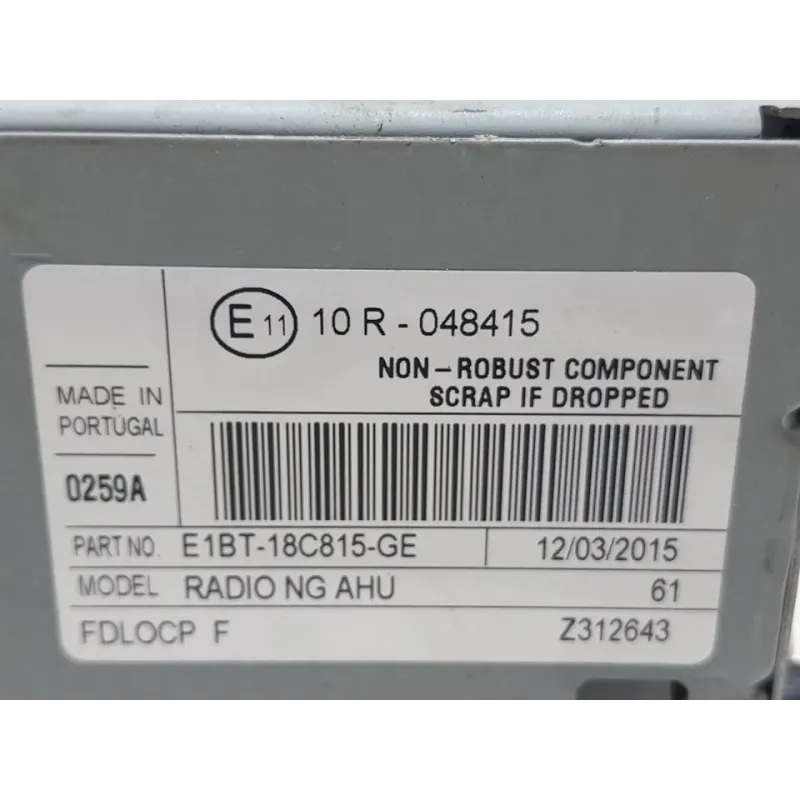 E 11 10 R - 048415
NON-ROBUST COMPONENT
SCRAP IF DROPPED
MADE IN
PORTUGAL
0259A
PART NO. E1BT-18C815-GE 12/03/2015
MODEL RADIO NG AHU 61
FDLOCP F Z312643